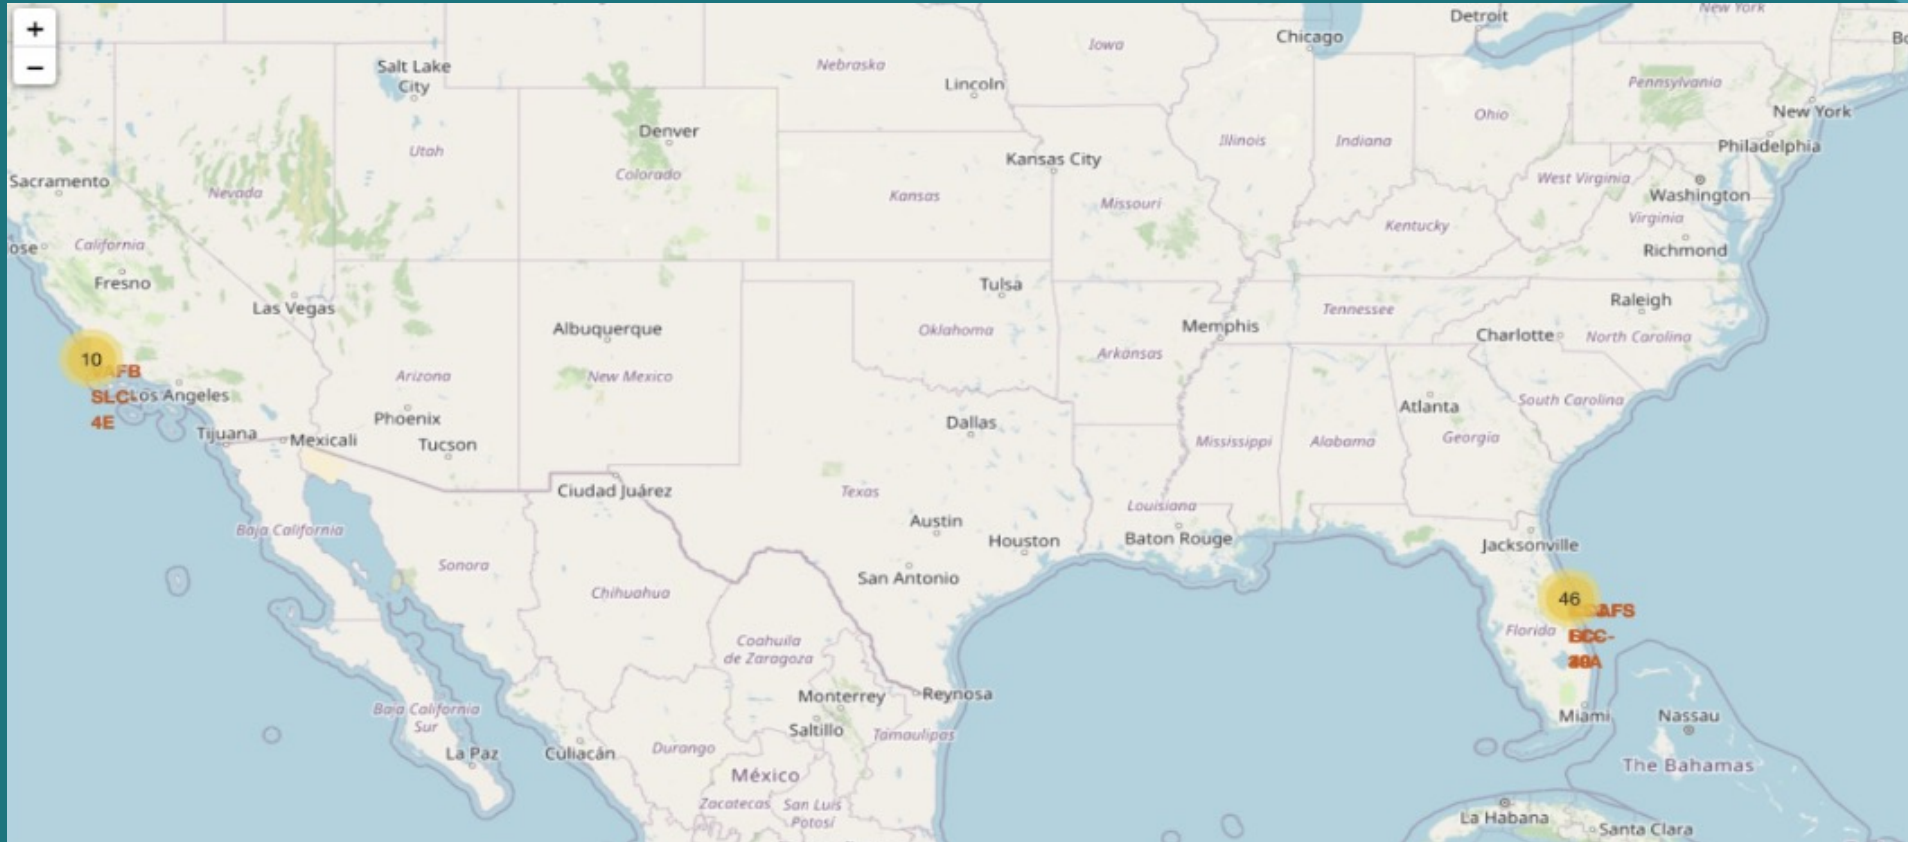 +
−
Detroit
New York
Chicago
Iowa
Salt Lake
City
Nebraska
Lincoln
Pennsylvania
New York
Ohio
Denver
Illinois
Indiana
Philadelphia
Utah
Kansas City
Colorado
Sacramento
Nevada
Kansas
Missouri
West Virginia
Washington
Virginia
Kentucky
California
Richmond
Fresno
Las Vegas
Tulsa
Raleigh
Tennessee
Albuquerque
Oklahoma
Memphis
Charlotte
North Carolina
10
Arkansas
Arizona
New Mexico
SLC-
Los Angeles
4E
Phoenix
Atlanta
South Carolina
Dallas
Tijuana
Mexicali
Tucson
Mississippi
Alabama
Georgia
Ciudad Juárez
Texas
Louisiana
Baja California
Austin
Houston
Baton Rouge
Jacksonville
Sonora
San Antonio
Chihuahua
46
Florida
Coahuila
de Zaragoza
Monterrey
Reynosa
Baja California
Sur
Saltillo
Tamaulipas
Miami
Nassau
La Paz
Culiacán
Durango
México
The Bahamas
Zacatecas
San Luis
Potosí
La Habana
Santa Clara